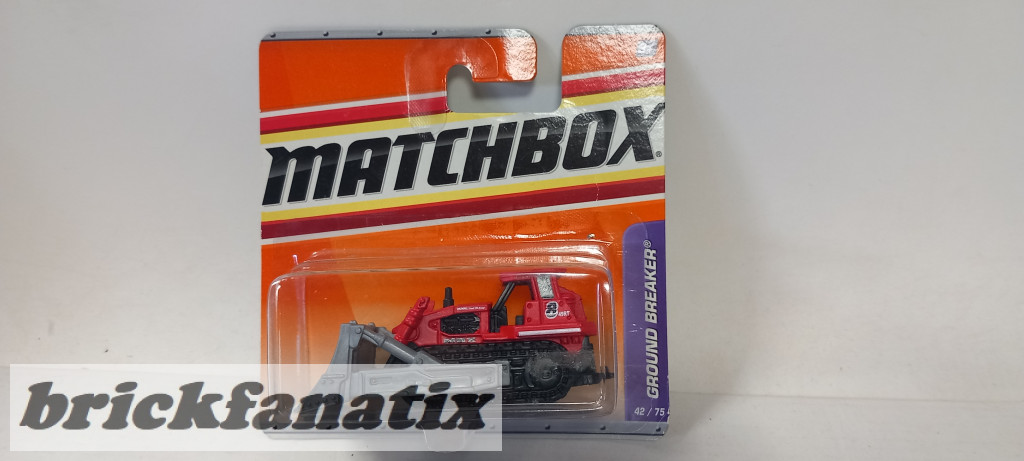 MATCHBOX®
GROUND BREAKER®
42 / 75
brickfanatix